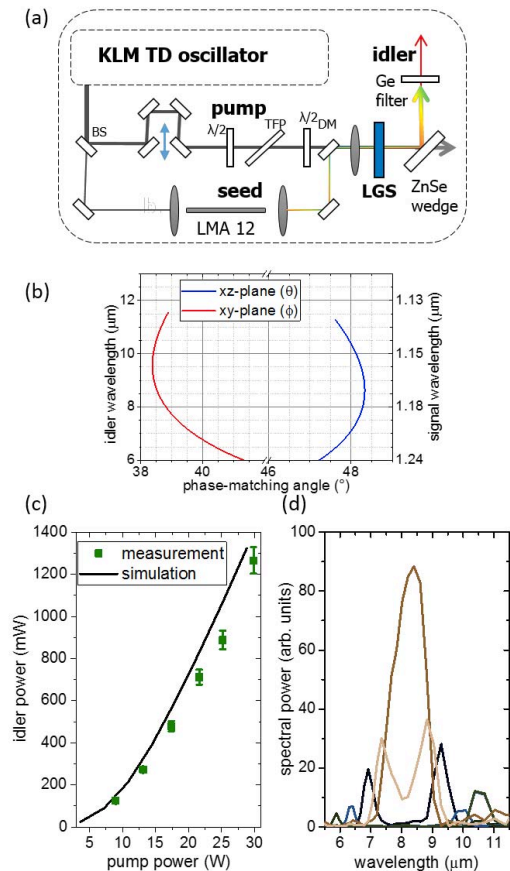 (a)
KLM TD oscillator
idler
Ge
filter
pump
BS
λ/2
TFP
λ/2
DM
seed
LGS
ZnSe
wedge
LMA 12
(b)
xz-plane (θ)
xy-plane (ϕ)
idler wavelength (μm)
signal wavelength (μm)
12
10
8
6
1.13
1.15
1.18
1.24
38
40
46
48
phase-matching angle (°)
(c)
measurement
simulation
idler power (mW)
1400
1200
1000
800
600
400
200
0
5
10
15
20
25
30
pump power (W)
(d)
spectral power (arb. units)
100
80
60
40
20
0
6
7
8
9
10
11
wavelength (μm)